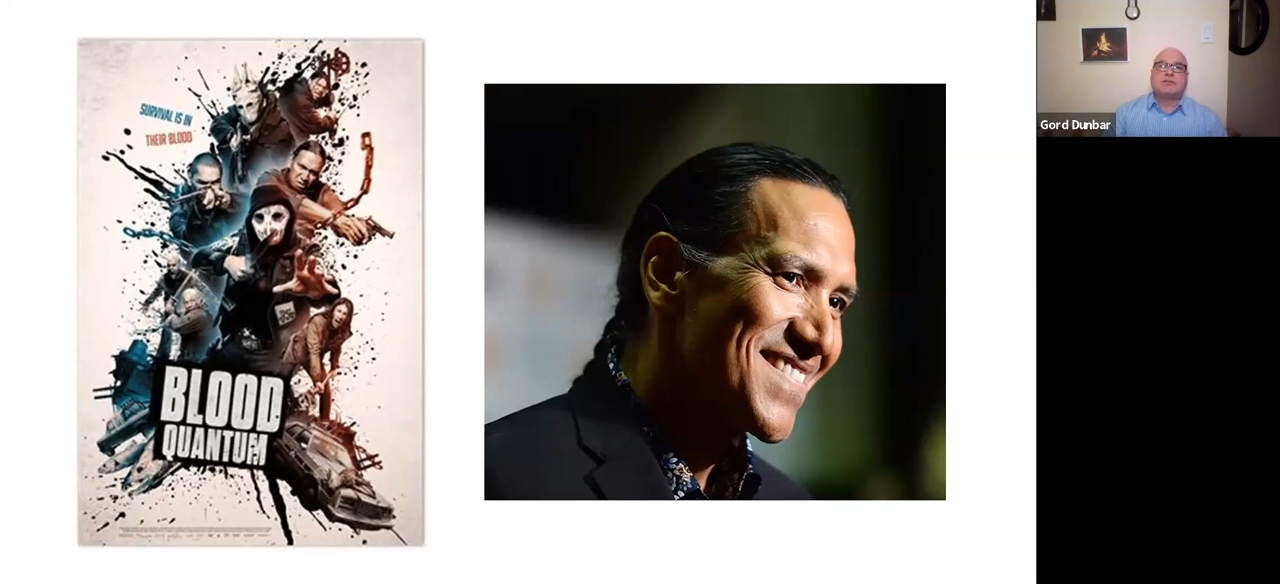 SURVIVAL IS IN
THEIR BLOOD
BLOOD
QUANTUM
Gord Dunbar